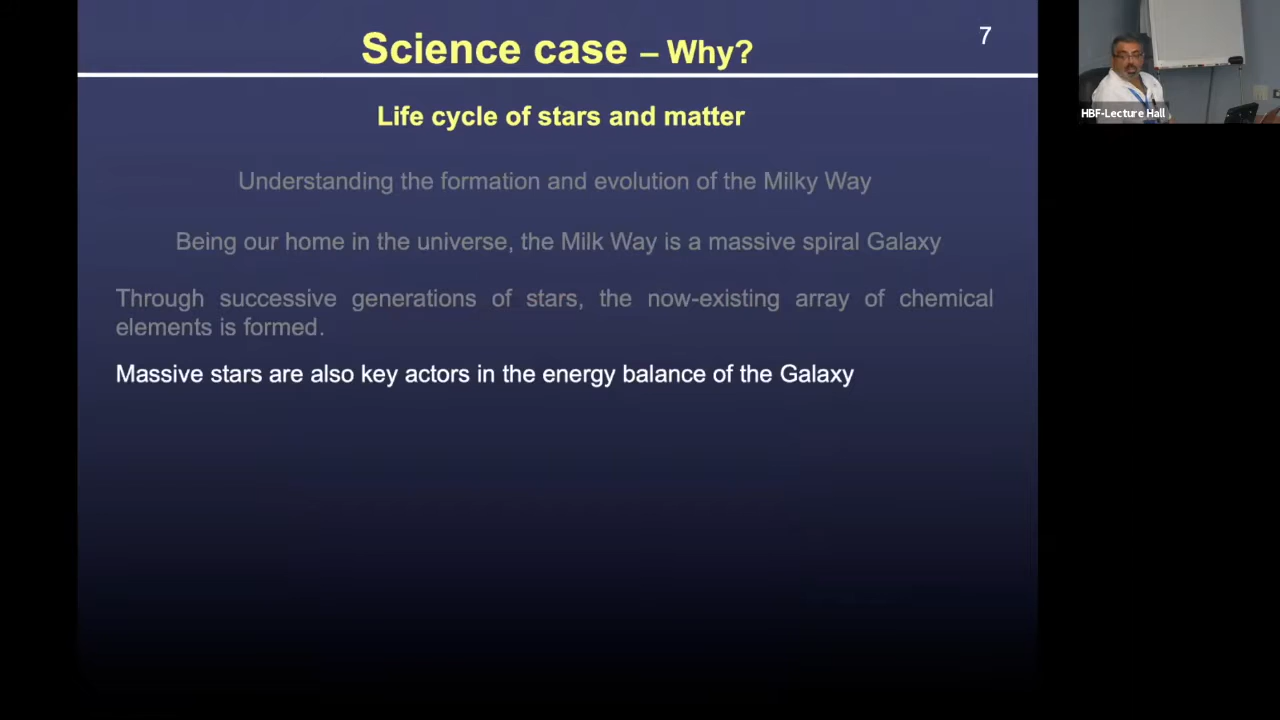 Science case – Why?
7
HBF-Lecture Hall
Life cycle of stars and matter
Understanding the formation and evolution of the Milky Way
Being our home in the universe, the Milk Way is a massive spiral Galaxy
Through successive generations of stars, the now-existing array of chemical
elements is formed.
Massive stars are also key actors in the energy balance of the Galaxy